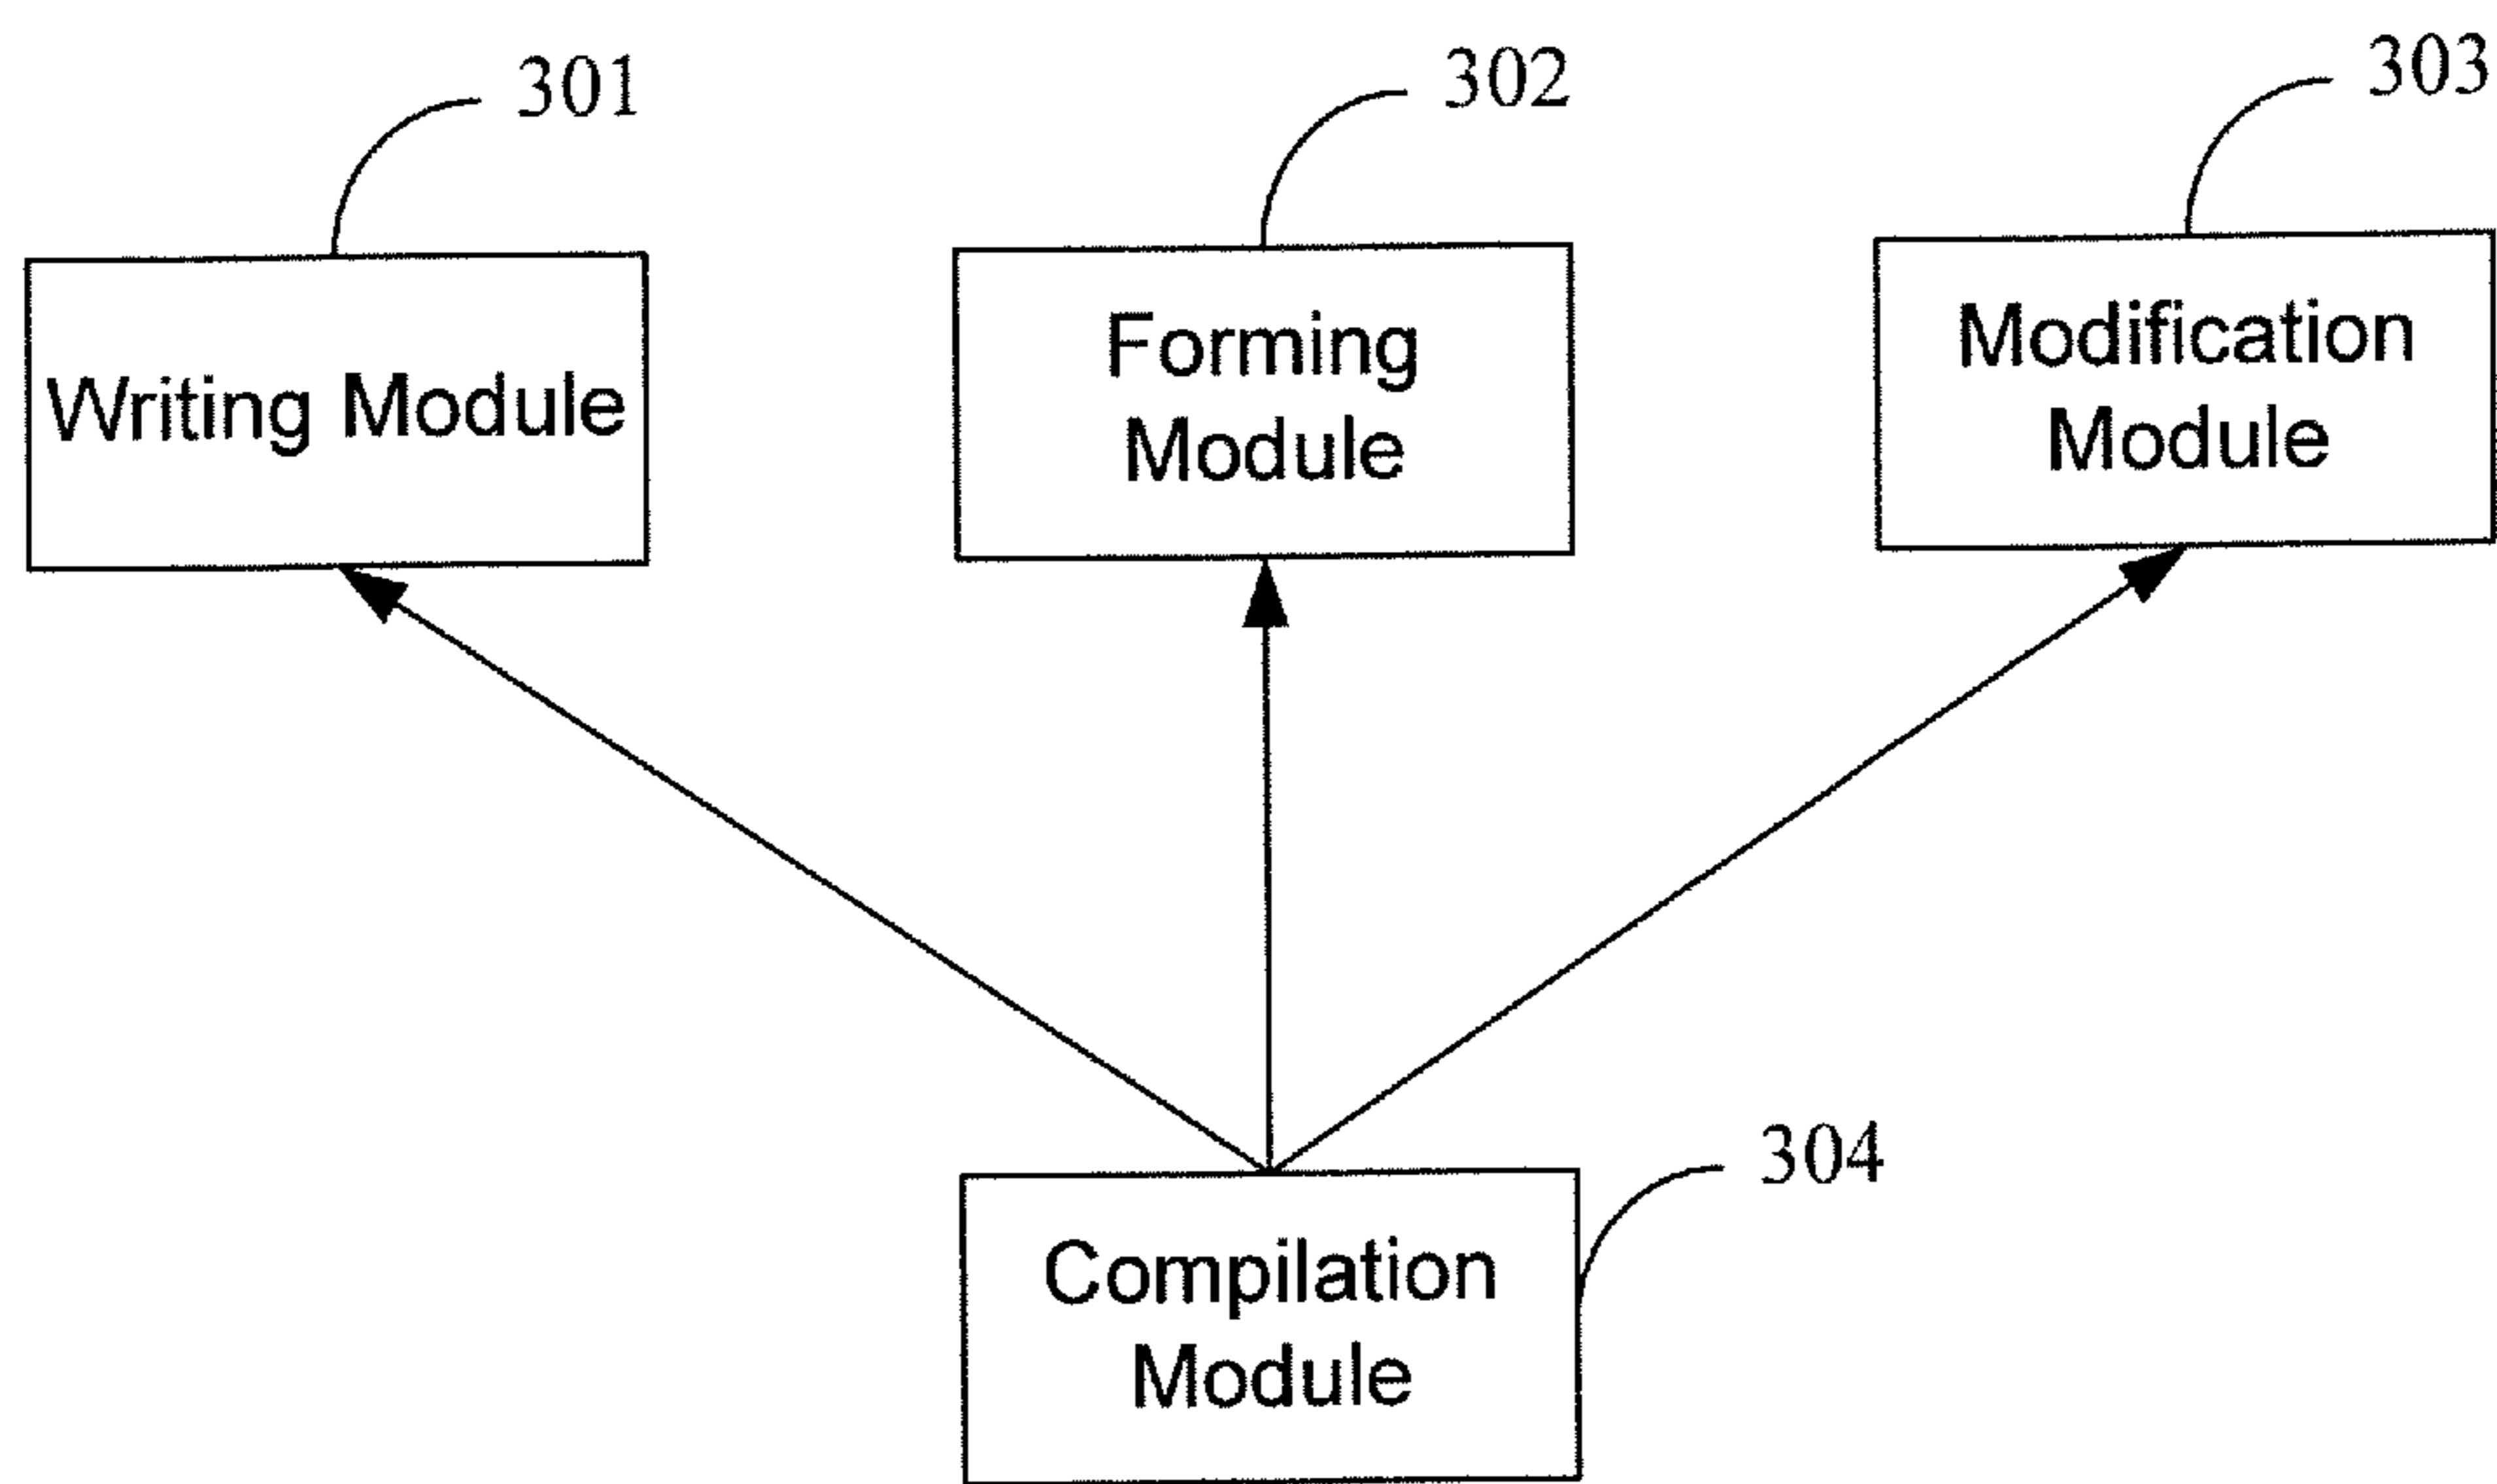 301
302
303
Writing Module
Forming
Module
Modification
Module
304
Compilation
Module